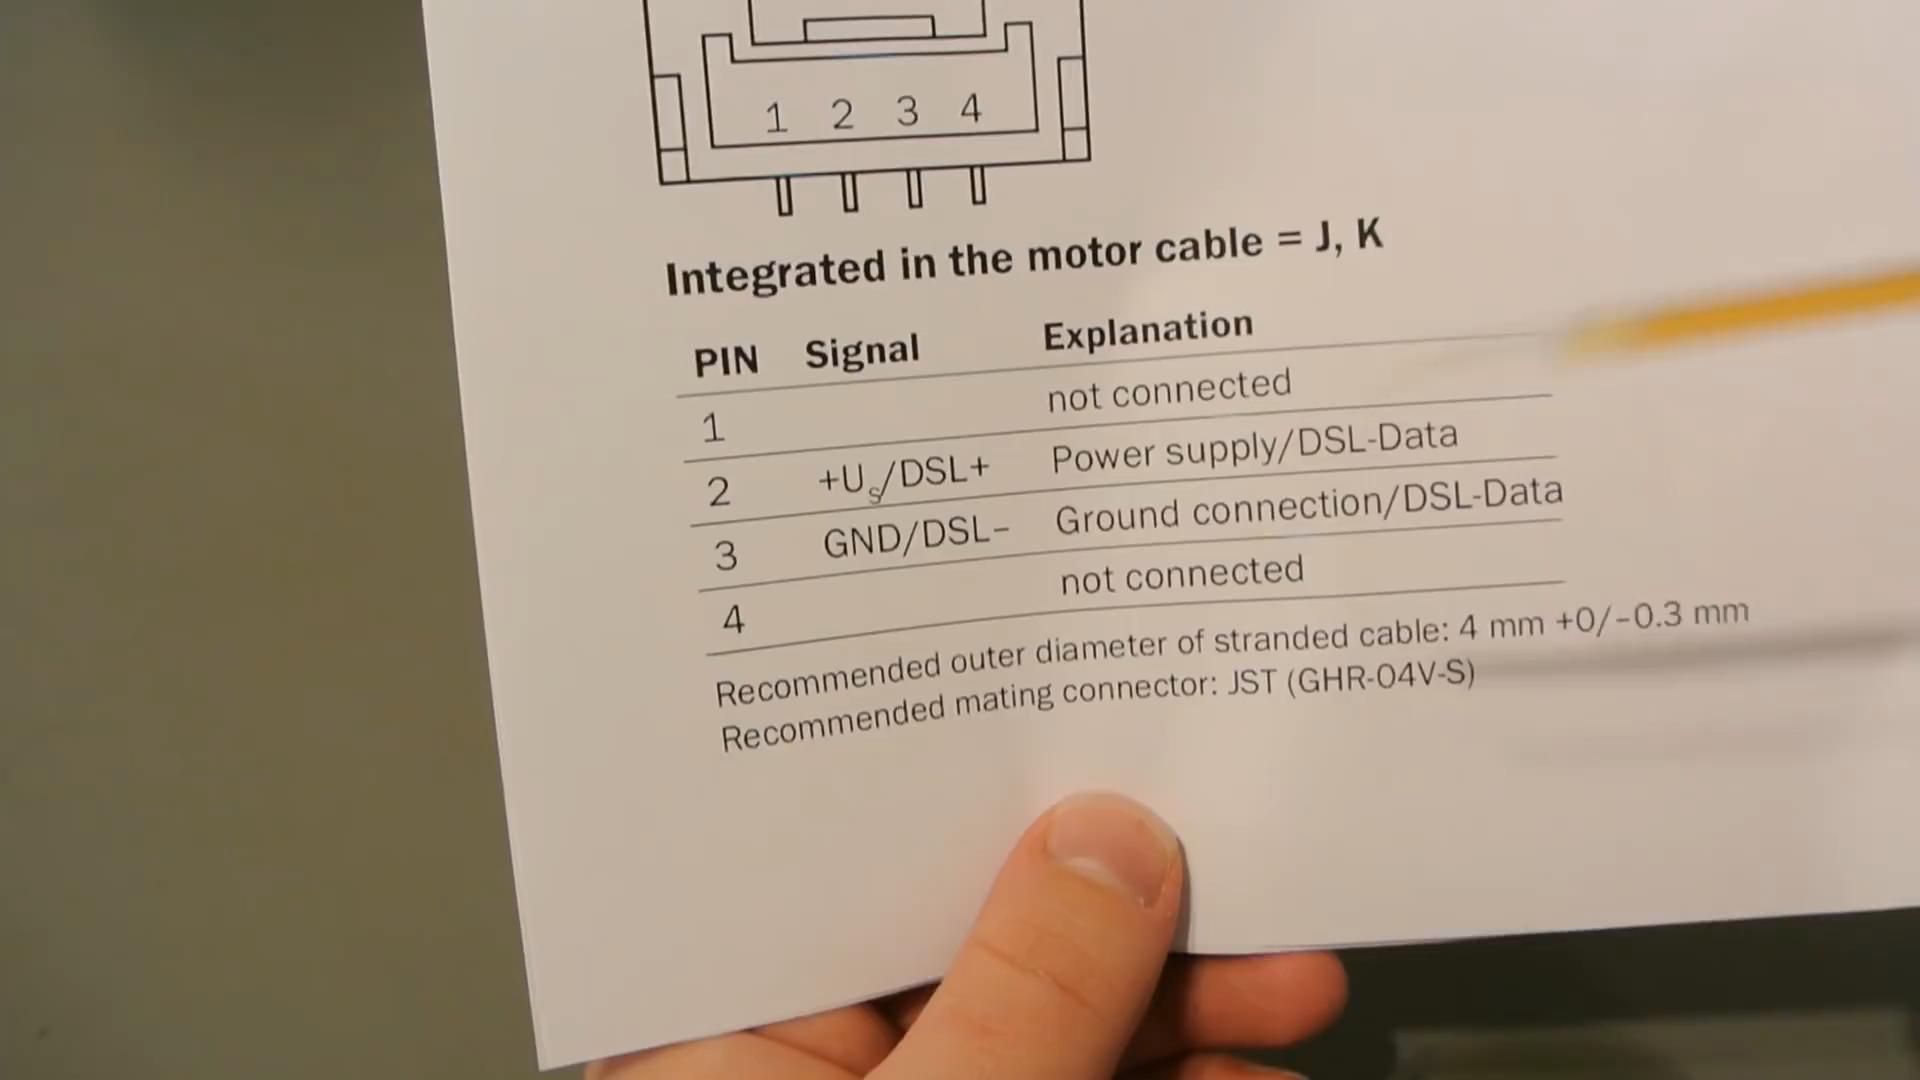 1 2 3 4
Integrated in the motor cable = J, K
PIN Signal Explanation
1 not connected
2 +Us/DSL+ Power supply/DSL-Data
3 GND/DSL– Ground connection/DSL-Data
4 not connected
Recommended outer diameter of stranded cable: 4 mm +0/–0.3 mm
Recommended mating connector: JST (GHR-04V-S)